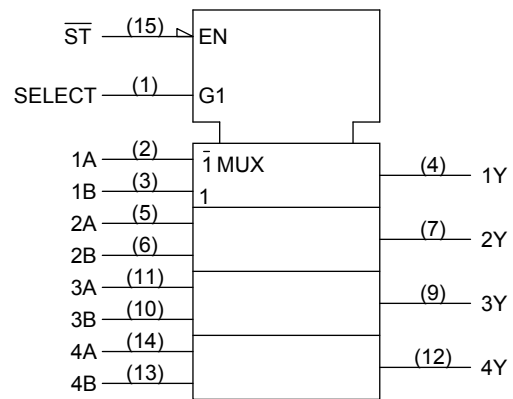 S̅T̅ (15) EN
SELECT (1) G1
1A (2) 1̅ MUX (4) 1Y
1B (3) 1
2A (5) (7) 2Y
2B (6)
3A (11) (9) 3Y
3B (10)
4A (14) (12) 4Y
4B (13)